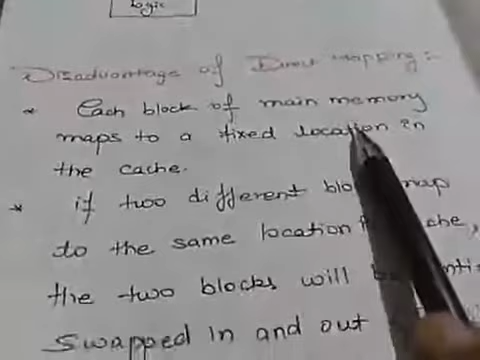 Logic
Disadvantage of Direct Mapping:
* Each block of main memory
maps to a fixed location in
the cache.
* if two different map
to the same location
the two blocks will
swapped in and out